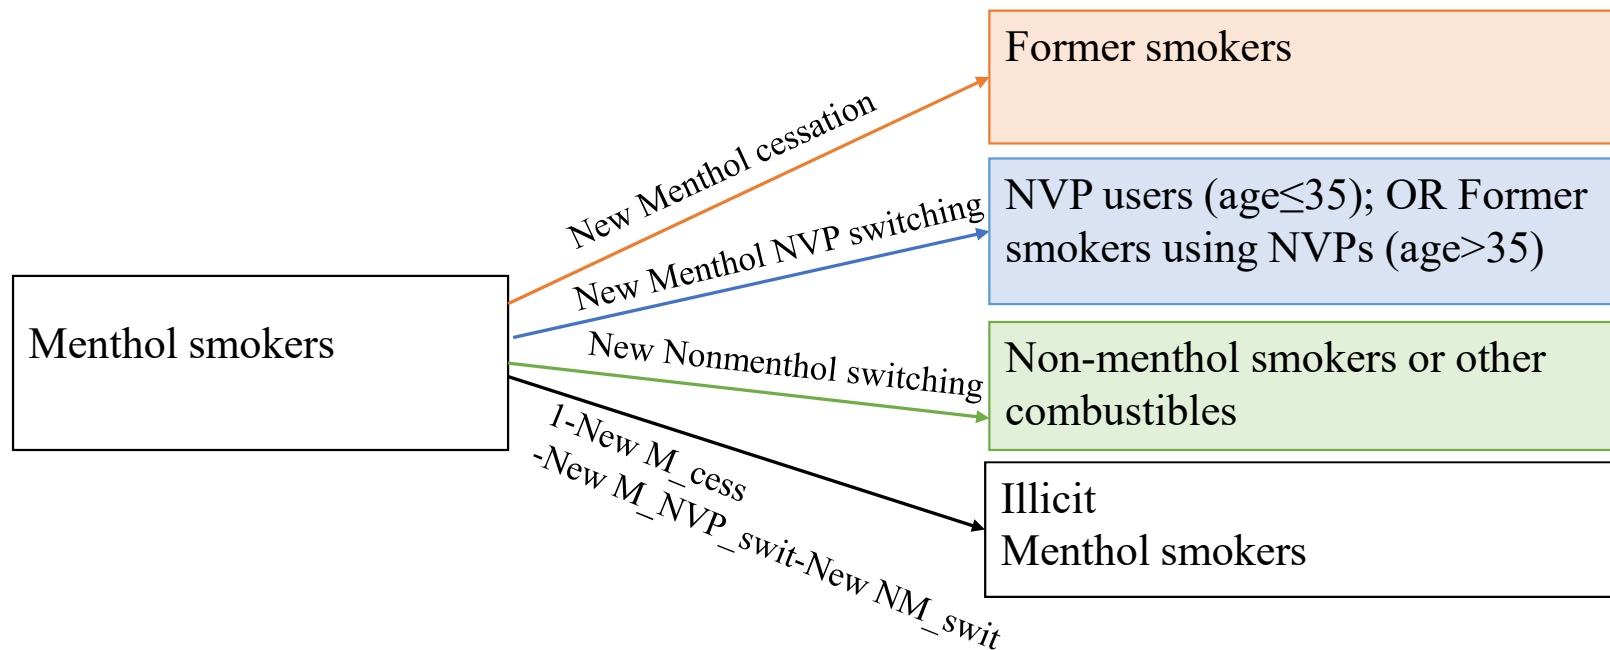 Former smokers
New Menthol cessation
NVP users (age≤35); OR Former
smokers using NVPs (age>35)
New Menthol NVP switching
Menthol smokers
New Nonmenthol switching
Non-menthol smokers or other
combustibles
1-New M_cess
-New M_NVP_swit-New NM_swit
Illicit
Menthol smokers